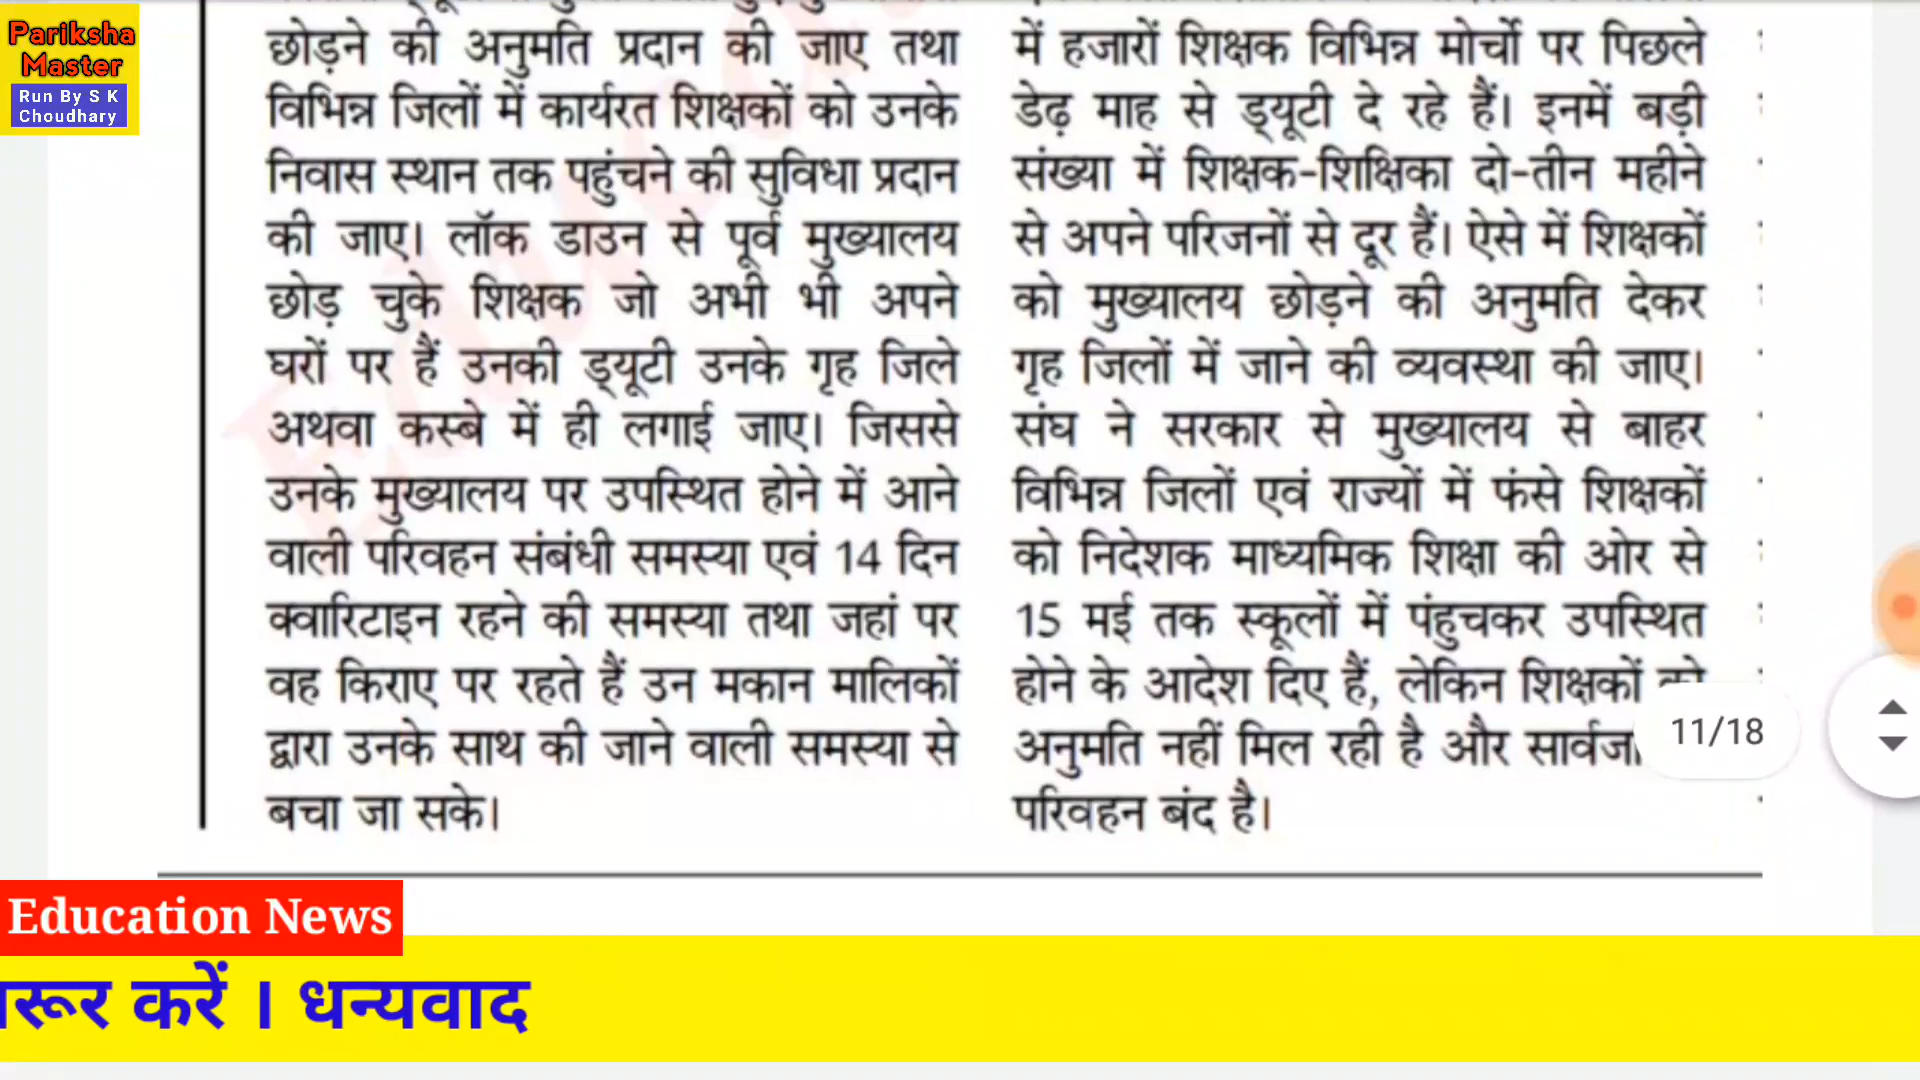 Pariksha
Master
Run By S K
Choudhary
छोड़ने की अनुमति प्रदान की जाए तथा
विभिन्न जिलों में कार्यरत शिक्षकों को उनके
निवास स्थान तक पहुंचने की सुविधा प्रदान
की जाए। लॉक डाउन से पूर्व मुख्यालय
छोड़ चुके शिक्षक जो अभी भी अपने
घरों पर हैं उनकी ड्यूटी उनके गृह जिले
अथवा कस्बे में ही लगाई जाए। जिससे
उनके मुख्यालय पर उपस्थित होने में आने
वाली परिवहन संबंधी समस्या एवं 14 दिन
क्वारिटाइन रहने की समस्या तथा जहां पर
वह किराए पर रहते हैं उन मकान मालिकों
द्वारा उनके साथ की जाने वाली समस्या से
बचा जा सके।
में हजारों शिक्षक विभिन्न मोर्चो पर पिछले
डेढ़ माह से ड्यूटी दे रहे हैं। इनमें बड़ी
संख्या में शिक्षक-शिक्षिका दो-तीन महीने
से अपने परिजनों से दूर हैं। ऐसे में शिक्षकों
को मुख्यालय छोड़ने की अनुमति देकर
गृह जिलों में जाने की व्यवस्था की जाए।
संघ ने सरकार से मुख्यालय से बाहर
विभिन्न जिलों एवं राज्यों में फंसे शिक्षकों
को निदेशक माध्यमिक शिक्षा की ओर से
15 मई तक स्कूलों में पंहुचकर उपस्थित
होने के आदेश दिए हैं, लेकिन शिक्षकों को
अनुमति नहीं मिल रही है और
परिवहन बंद है।
11/18
Education News
करें । धन्यवाद